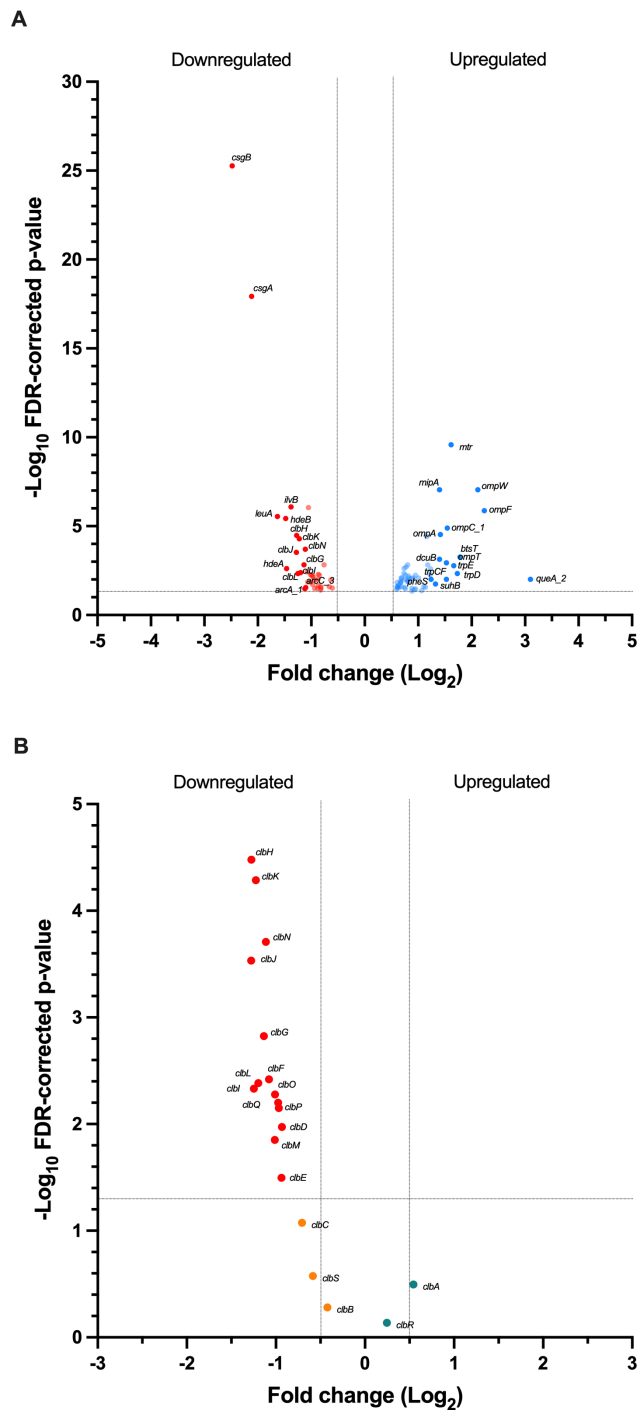 A
Downregulated
Upregulated
30
25
20
15
10
5
0
-Log10 FDR-corrected p-value
csgB
csgA
mtr
mipA
ompW
ompF
ilvB
leuA
hdeB
clbH
clbK
clbN
clbJ
clbG
hdeA
clbI
clbL
arcC_3
arcA_1
ompC_1
ompA
btsT
dcuB
ompT
trpE
trpCF
trpD
pheS
suhB
queA_2
-5 -4 -3 -2 -1 0 1 2 3 4 5
Fold change (Log2)
B
Downregulated
Upregulated
5
4
3
2
1
0
-Log10 FDR-corrected p-value
clbH
clbK
clbN
clbJ
clbG
clbF
clbL
clbI
clbO
clbQ
clbP
clbD
clbM
clbE
clbC
clbS
clbA
clbB
clbR
-3 -2 -1 0 1 2 3
Fold change (Log2)